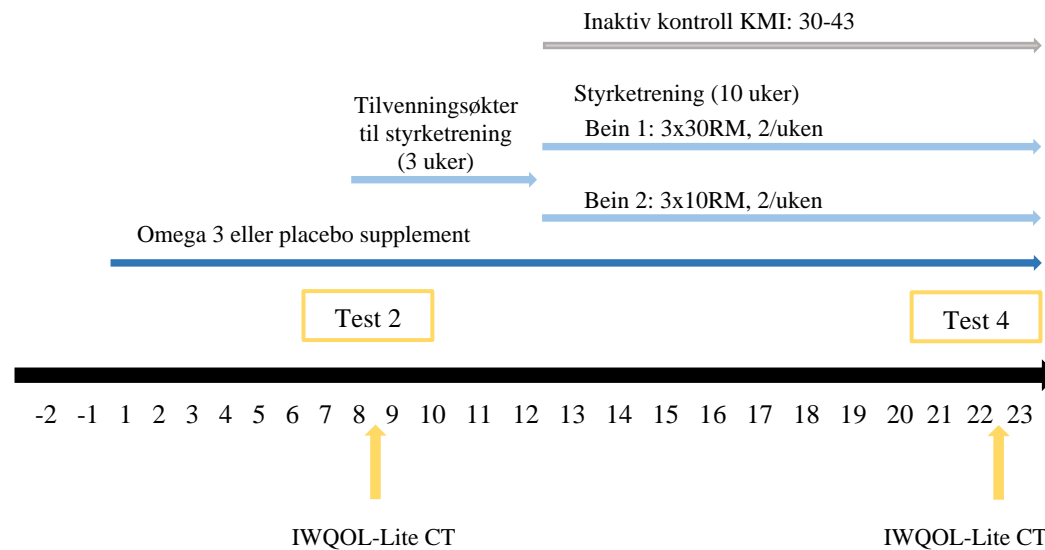 Inaktiv kontroll KMI: 30-43
Tilvenningsøkter
til styretrening
(3 uker)
Styrketrening (10 uker)
Bein 1: 3x30RM, 2/uken
Bein 2: 3x10RM, 2/uken
Omega 3 eller placebo supplement
Test 2
Test 4
-2 -1 1 2 3 4 5 6 7 8 9 10 11 12 13 14 15 16 17 18 19 20 21 22 23
IWQOL-Lite CT
IWQOL-Lite CT